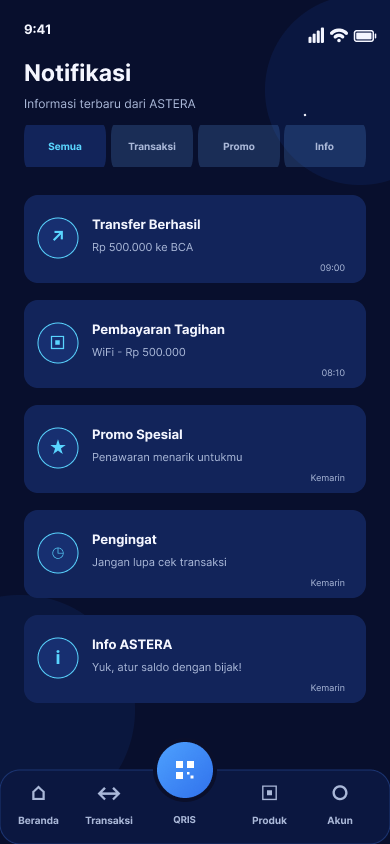 9:41
Notifikasi
Informasi terbaru dari ASTERA
Semua Transaksi Promo Info
Transfer Berhasil
Rp 500.000 ke BCA
09:00
Pembayaran Tagihan
WiFi - Rp 500.000
08:10
Promo Spesial
Penawaran menarik untukmu
Kemarin
Pengingat
Jangan lupa cek transaksi
Kemarin
Info ASTERA
Yuk, atur saldo dengan bijak!
Kemarin
Beranda Transaksi QRIS Produk Akun